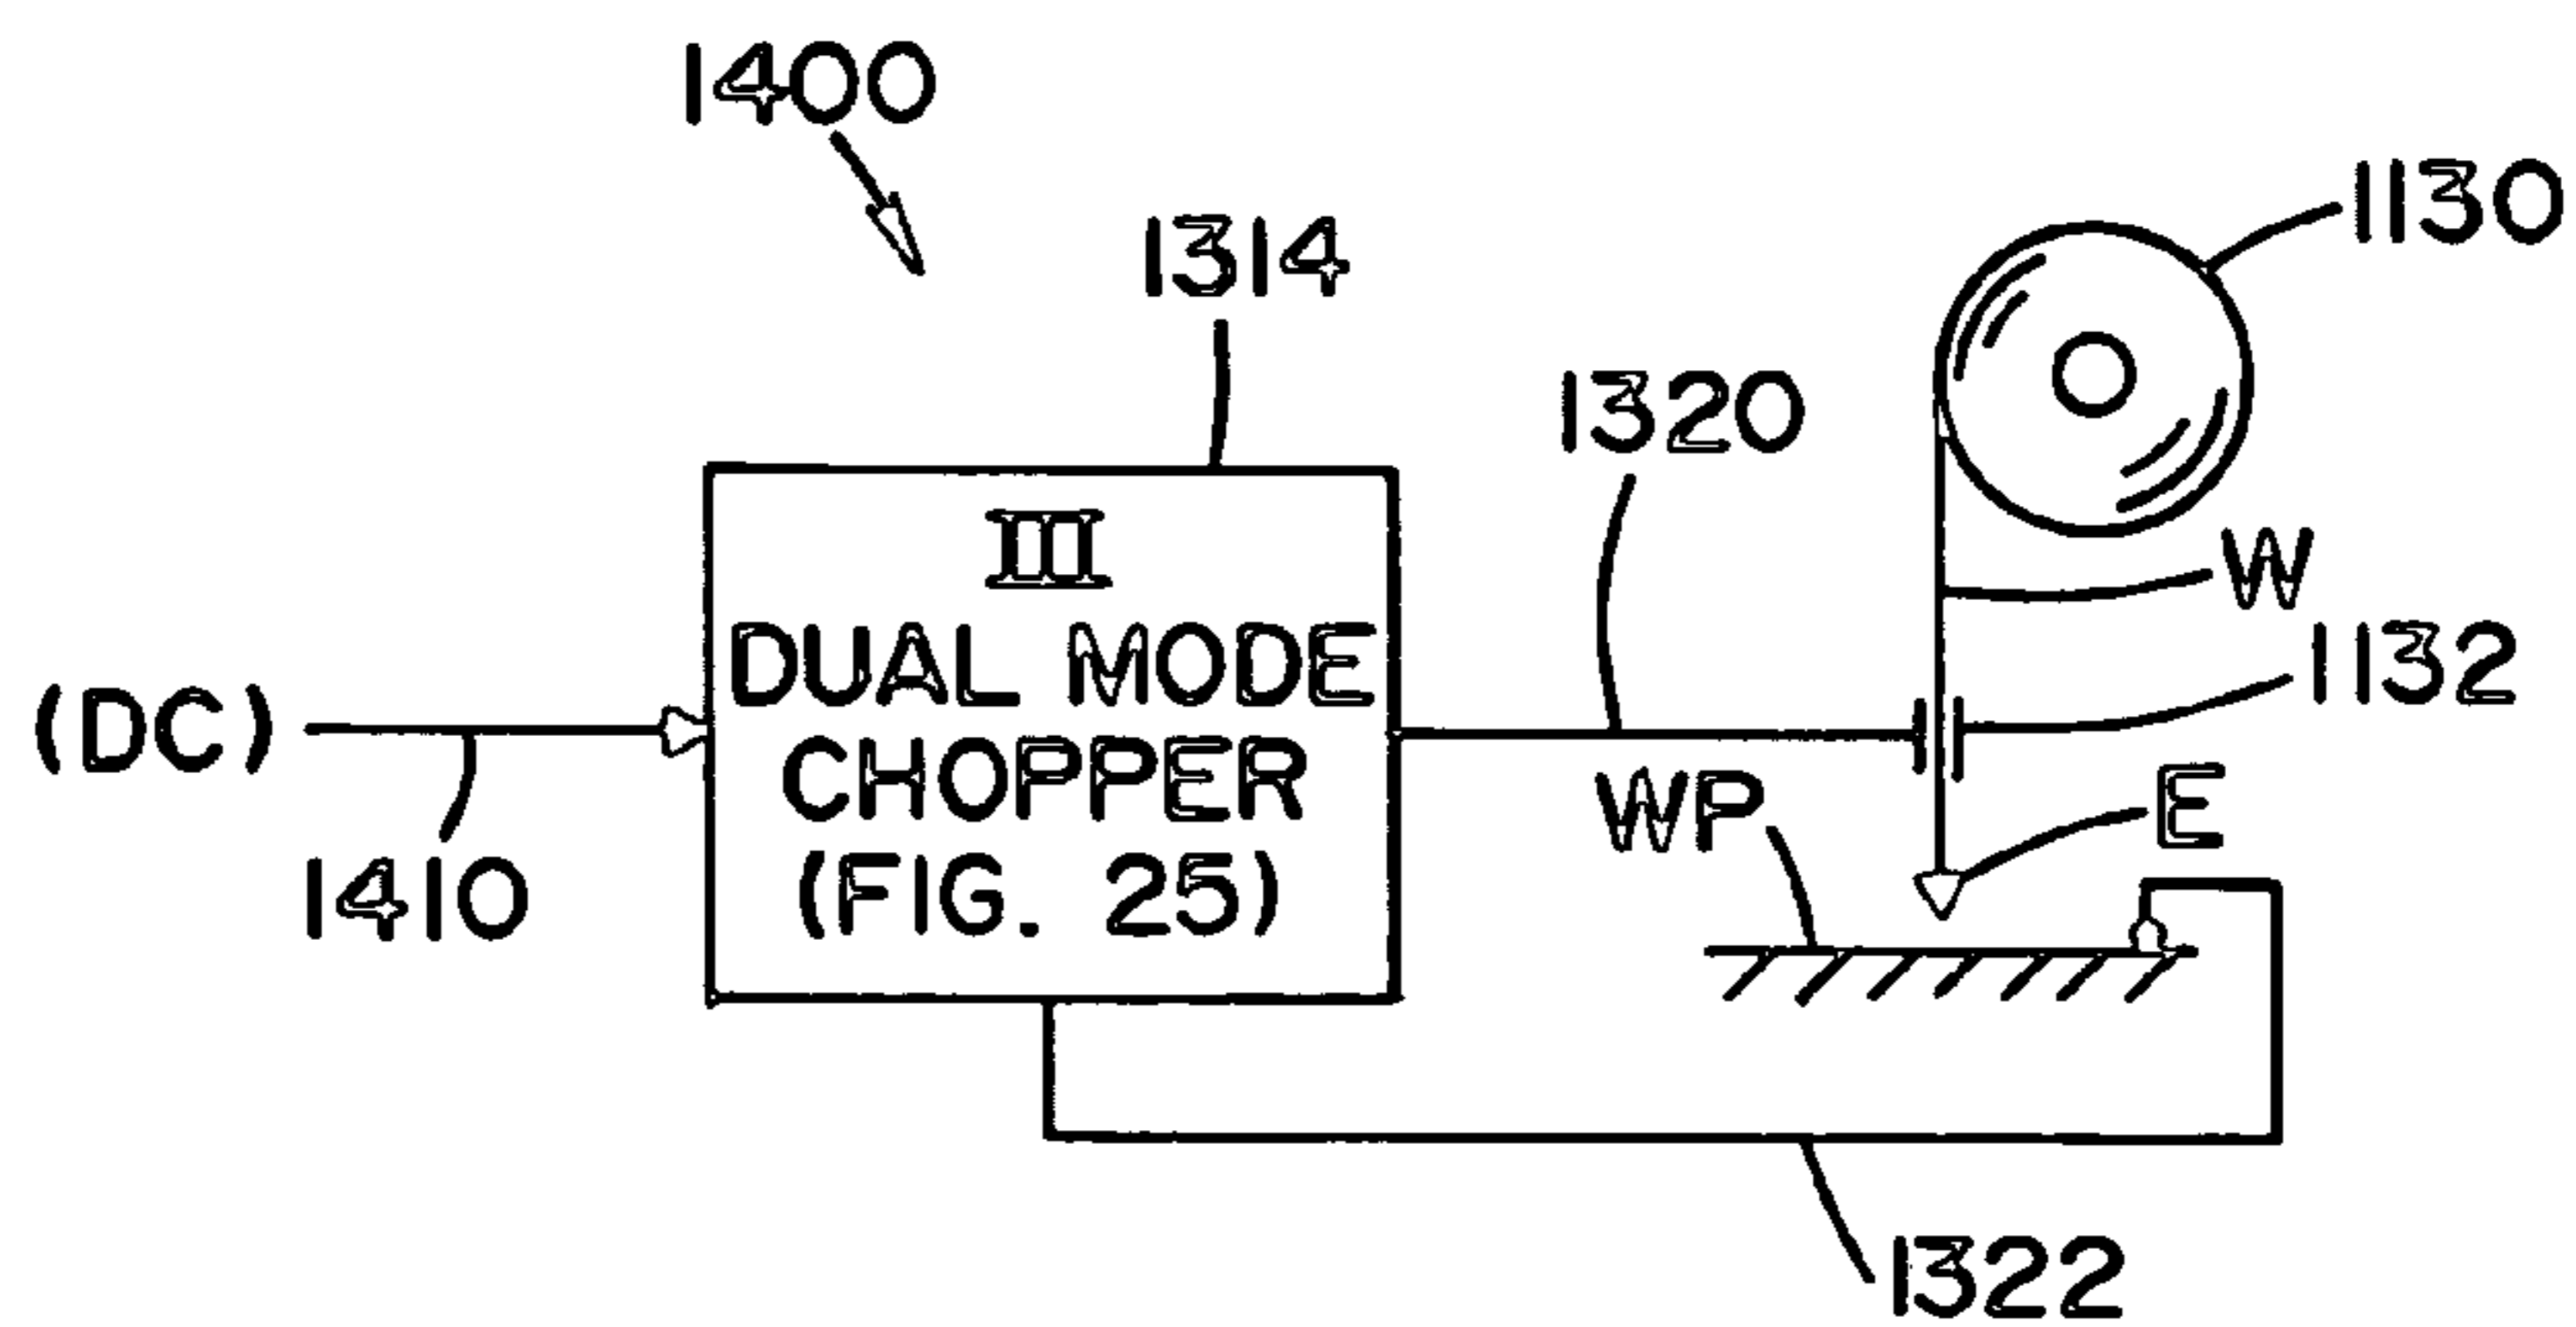 1400
1130
1314
1320
III
W
DUAL MODE
1132
(DC)
CHOPPER
WP
E
(FIG. 25)
1410
1322